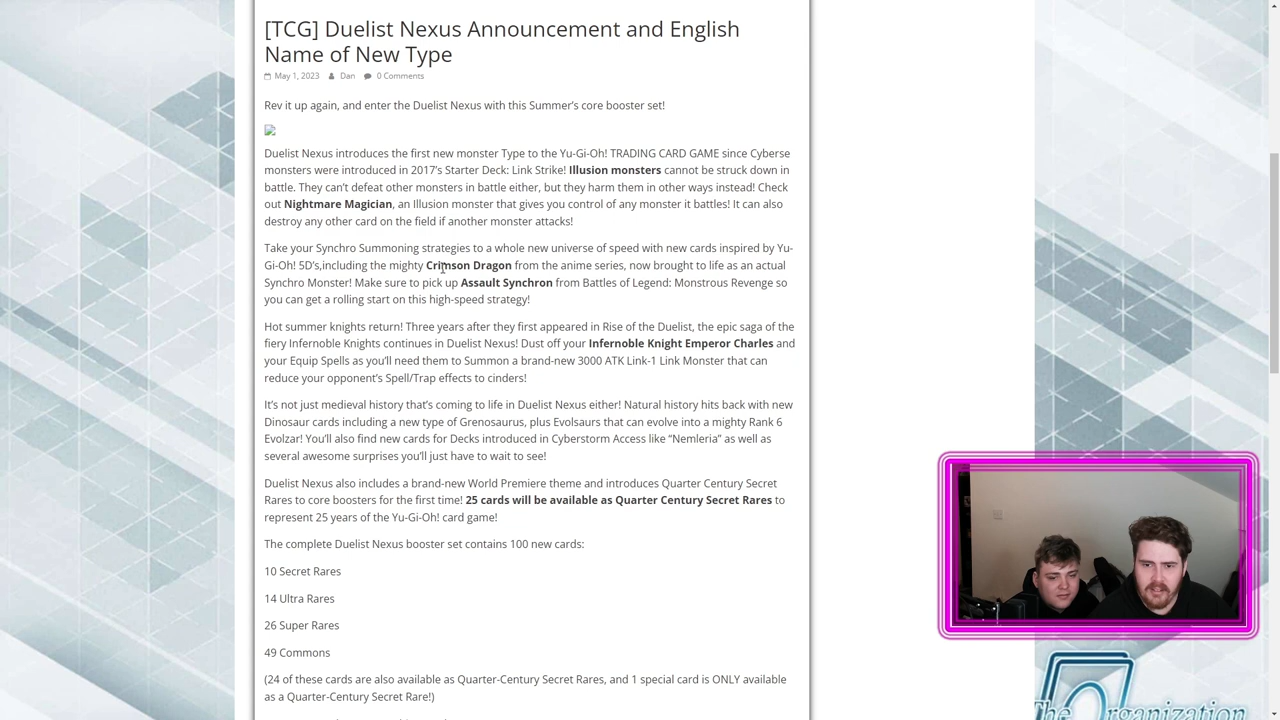 [TCG] Duelist Nexus Announcement and English
Name of New Type
May 1, 2023 Dan 0 Comments
Rev it up again, and enter the Duelist Nexus with this Summer's core booster set!
Duelist Nexus introduces the first new monster Type to the Yu-Gi-Oh! TRADING CARD GAME since Cyberse
monsters were introduced in 2017's Starter Deck: Link Strike! Illusion monsters cannot be struck down in
battle. They can't defeat other monsters in battle either, but they harm them in other ways instead! Check
out Nightmare Magician, an Illusion monster that gives you control of any monster it battles! It can also
destroy any other card on the field if another monster attacks!
Take your Synchro Summoning strategies to a whole new universe of speed with new cards inspired by Yu-
Gi-Oh! 5D's,including the mighty Crimson Dragon from the anime series, now brought to life as an actual
Synchro Monster! Make sure to pick up Assault Synchron from Battles of Legend: Monstrous Revenge so
you can get a rolling start on this high-speed strategy!
Hot summer knights return! Three years after they first appeared in Rise of the Duelist, the epic saga of the
fiery Infernoble Knights continues in Duelist Nexus! Dust off your Infernoble Knight Emperor Charles and
your Equip Spells as you'll need them to Summon a brand-new 3000 ATK Link-1 Link Monster that can
reduce your opponent's Spell/Trap effects to cinders!
It's not just medieval history that's coming to life in Duelist Nexus either! Natural history hits back with new
Dinosaur cards including a new type of Grenosaurus, plus Evolsaurs that can evolve into a mighty Rank 6
Evolzar! You'll also find new cards for Decks introduced in Cyberstorm Access like “Nemleria” as well as
several awesome surprises you'll just have to wait to see!
Duelist Nexus also includes a brand-new World Premiere theme and introduces Quarter Century Secret
Rares to core boosters for the first time! 25 cards will be available as Quarter Century Secret Rares to
represent 25 years of the Yu-Gi-Oh! card game!
The complete Duelist Nexus booster set contains 100 new cards:
10 Secret Rares
14 Ultra Rares
26 Super Rares
49 Commons
(24 of these cards are also available as Quarter-Century Secret Rares, and 1 special card is ONLY available
as a Quarter-Century Secret Rare!)
The Organization